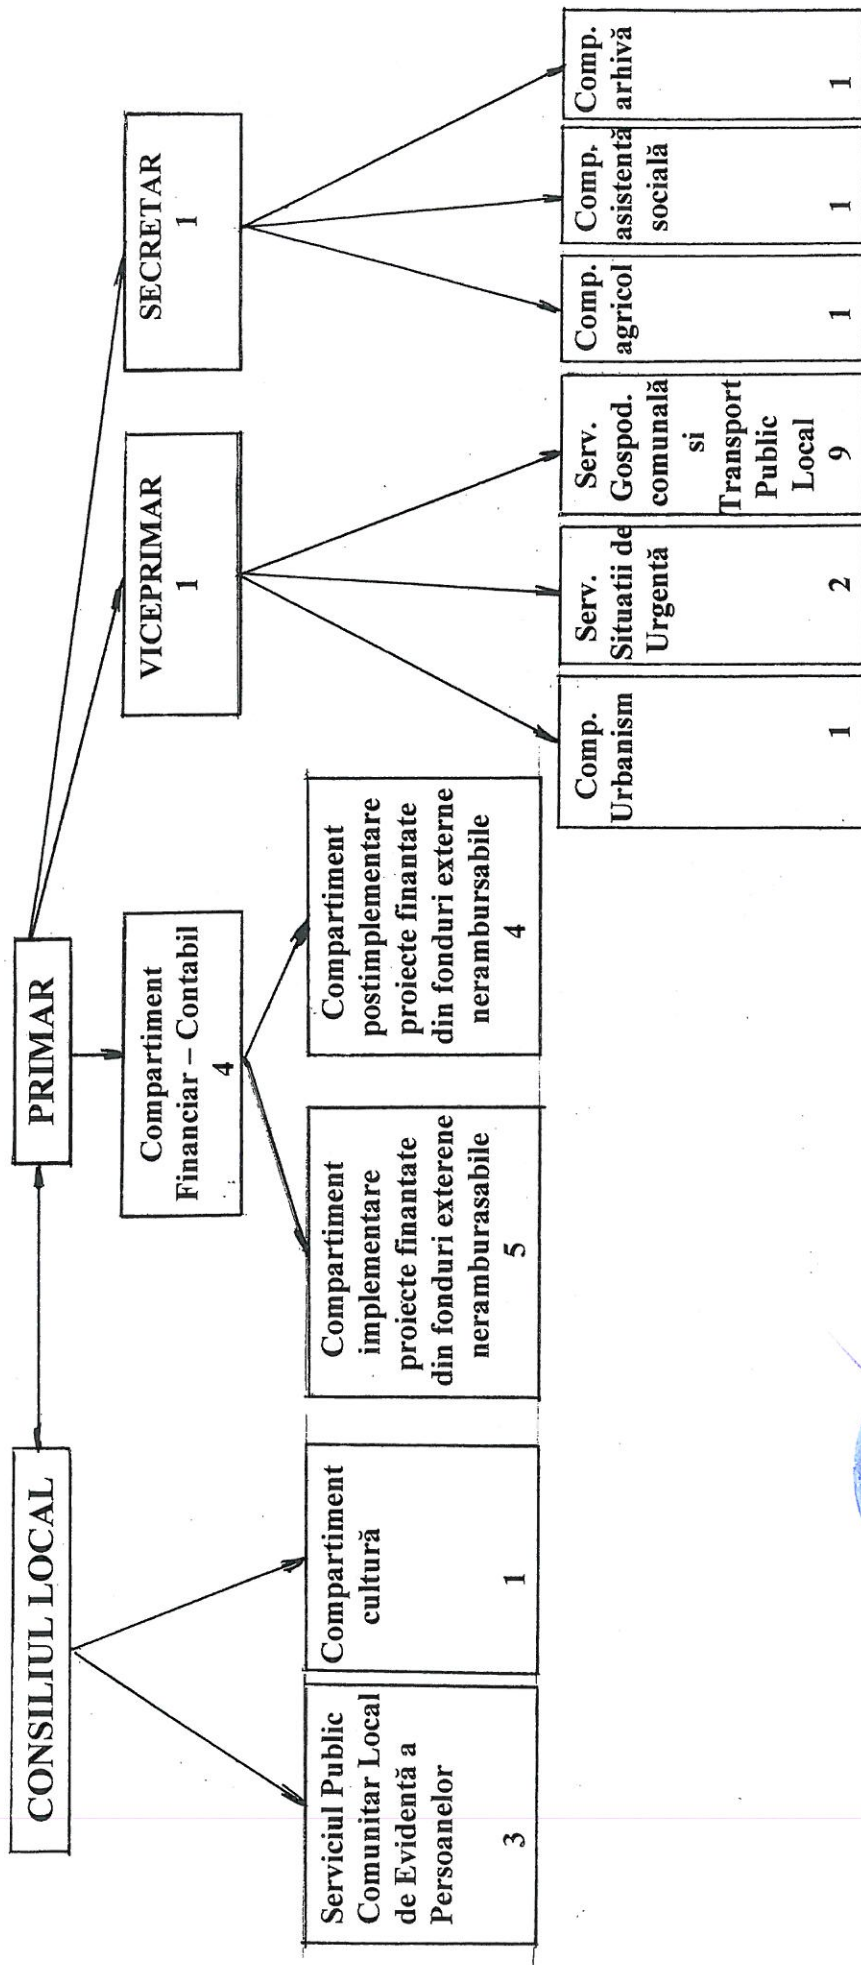 CONSILIUL LOCAL
PRIMAR
Compartiment
Financiar – Contabil
4
VICEPRIMAR
1
SECRETAR
1
Serviciul Public
Comunitar Local
de Evidentă a
Persoanelor
3
Compartiment
cultură
1
Compartiment
implementare
proiecte finantate
din fonduri exterene
neramburasabile
5
Compartiment
postimplementare
proiecte finantate
din fonduri externe
nerambursabile
4
Comp.
Urbanism
1
Serv.
Situatii de
Urgentă
2
Serv.
Gospod.
comunală
si
Transport
Public
Local
9
Comp.
agricol
1
Comp.
asistentă
socială
1
Comp.
arhivă
1